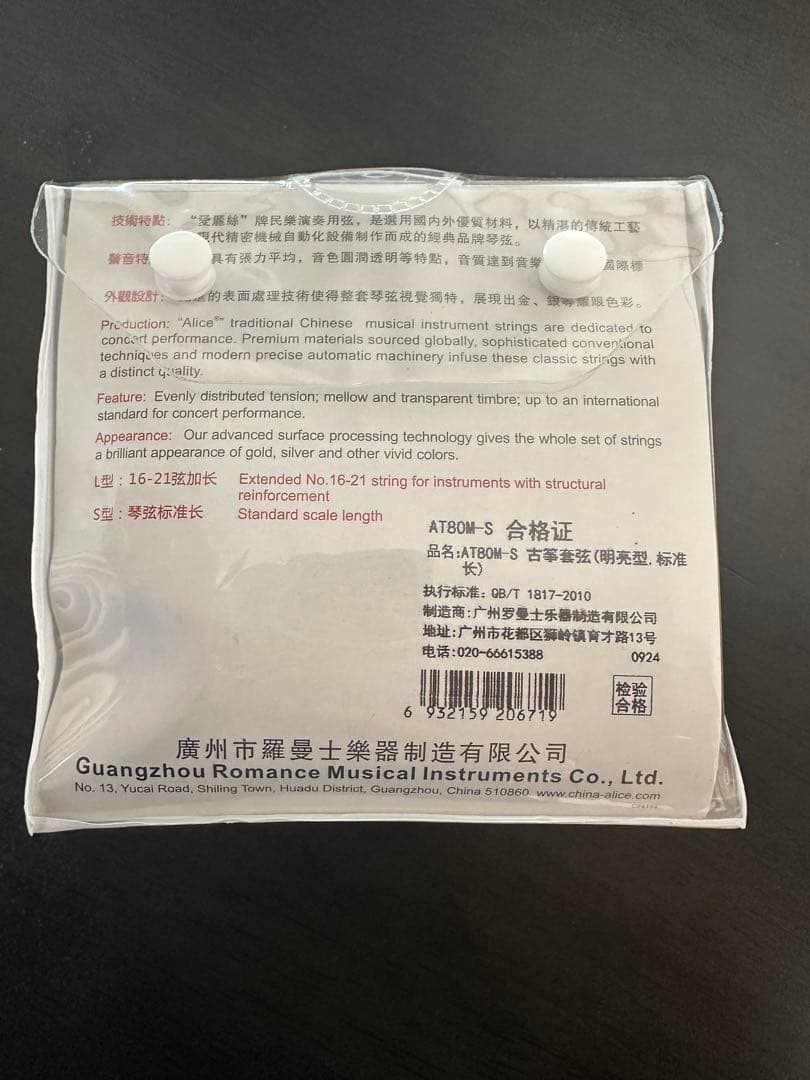 技術特點： “愛麗絲”牌民樂演奏用弦，是選用國內外優質材料，以精湛的傳統工藝
現代精密機械自動化設備制作而成的經典品牌琴弦。
聲音特 具有張力平均，音色圓潤透明等特點，音質達到音樂 國際標
外觀設計： 的表面處理技術使得整套琴弦視覺獨特，展現出金、銀等耀眼色彩。
Production: “Alice®” traditional Chinese musical instrument strings are dedicated to
concert performance. Premium materials sourced globally, sophisticated conventional
techniques and modern precise automatic machinery infuse these classic strings with
a distinct quality.
Feature: Evenly distributed tension; mellow and transparent timbre; up to an international
standard for concert performance.
Appearance: Our advanced surface processing technology gives the whole set of strings
a brilliant appearance of gold, silver and other vivid colors.
L型：16-21弦加长 Extended No.16-21 string for instruments with structural
reinforcement
S型：琴弦标准长 Standard scale length
AT80M-S 合格证
品名:AT80M-S 古筝套弦(明亮型.标准
长)
执行标准: QB/T 1817-2010
制造商:广州罗曼士乐器制造有限公司
地址:广州市花都区狮岭镇育才路13号
电话:020-66615388 0924
检验
合格
6 932159 206719
廣州市羅曼士樂器制造有限公司
Guangzhou Romance Musical Instruments Co., Ltd.
No. 13, Yucai Road, Shiling Town, Huadu District, Guangzhou, China 510860 www.china-alice.com